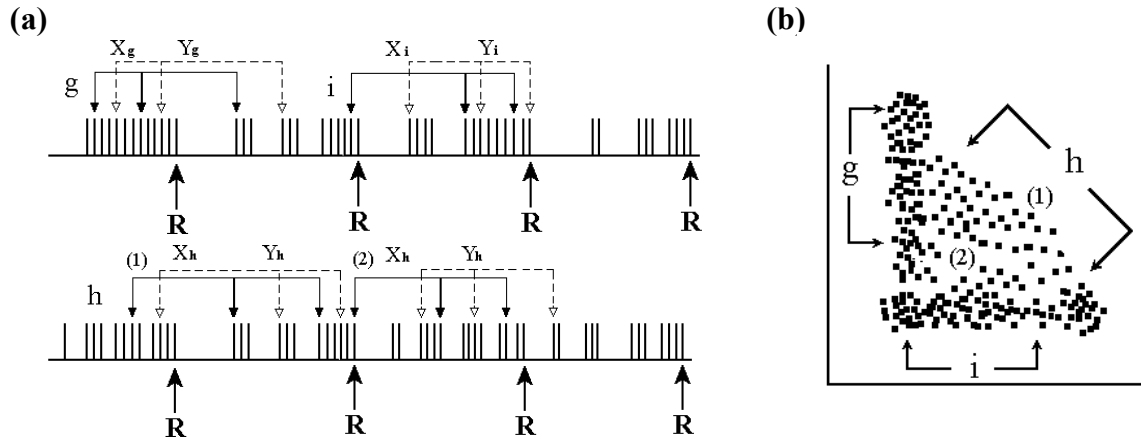 (a)
Xg Yg Xi Yi
g i
R R R R
(1) Xh Yh (2) Xh Yh
h
R R R R
(b)
g h
(1)
(2)
i